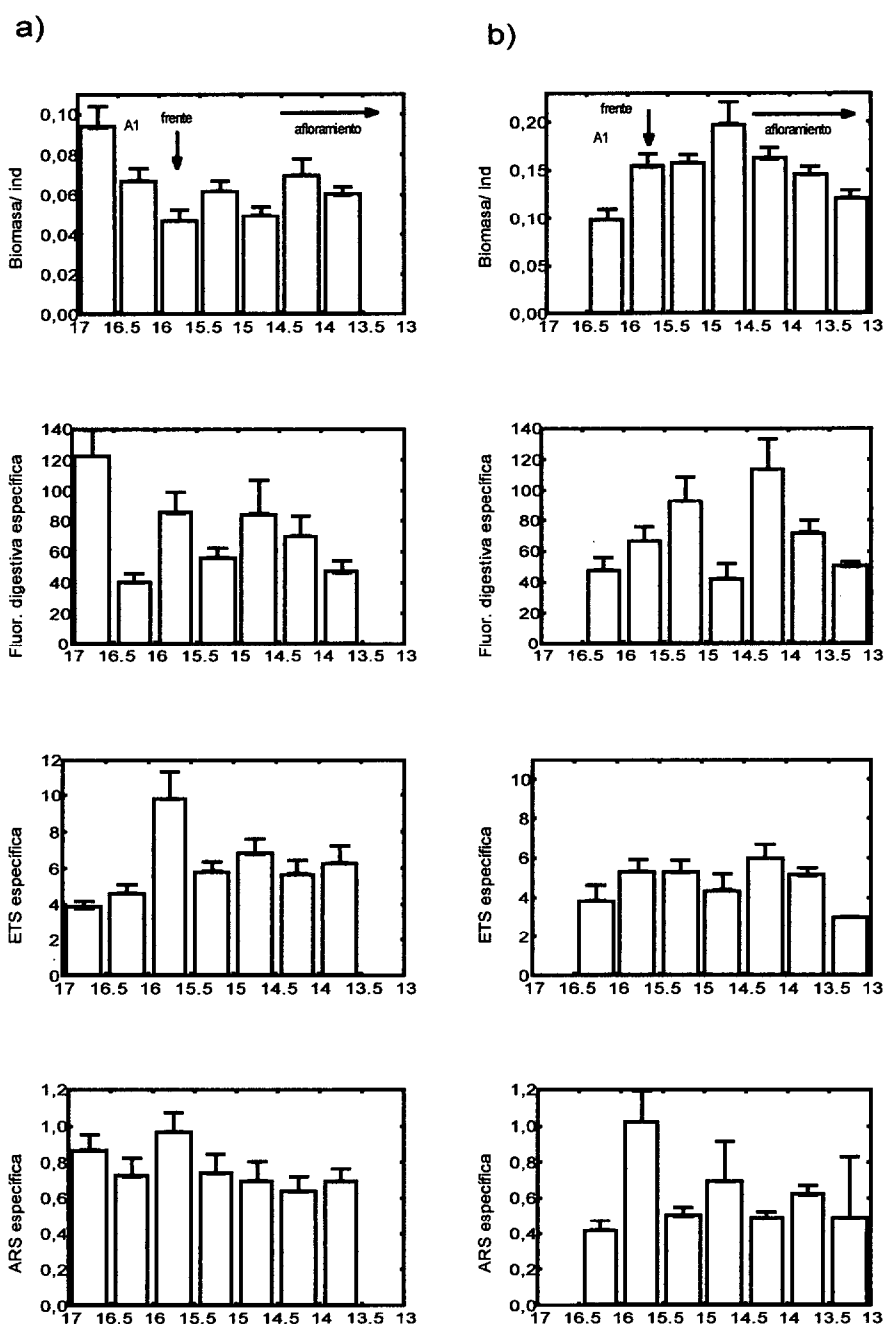 a)
b)
Biomasa/ ind
0,10
0,08
0,06
0,04
0,02
0,00
A1
frente
afloramiento
17 16.5 16 15.5 15 14.5 14 13.5 13
Biomasa/ ind
0,20
0,15
0,10
0,05
0,00
A1
frente
afloramiento
17 16.5 16 15.5 15 14.5 14 13.5 13
Fluor. digestiva específica
140
120
100
80
60
40
20
0
17 16.5 16 15.5 15 14.5 14 13.5 13
Fluor. digestiva específica
140
120
100
80
60
40
20
0
17 16.5 16 15.5 15 14.5 14 13.5 13
ETS específica
12
10
8
6
4
2
0
17 16.5 16 15.5 15 14.5 14 13.5 13
ETS específica
10
8
6
4
2
0
17 16.5 16 15.5 15 14.5 14 13.5 13
ARS específica
1,2
1,0
0,8
0,6
0,4
0,2
0,0
17 16.5 16 15.5 15 14.5 14 13.5 13
ARS específica
1,2
1,0
0,8
0,6
0,4
0,2
0,0
17 16.5 16 15.5 15 14.5 14 13.5 13